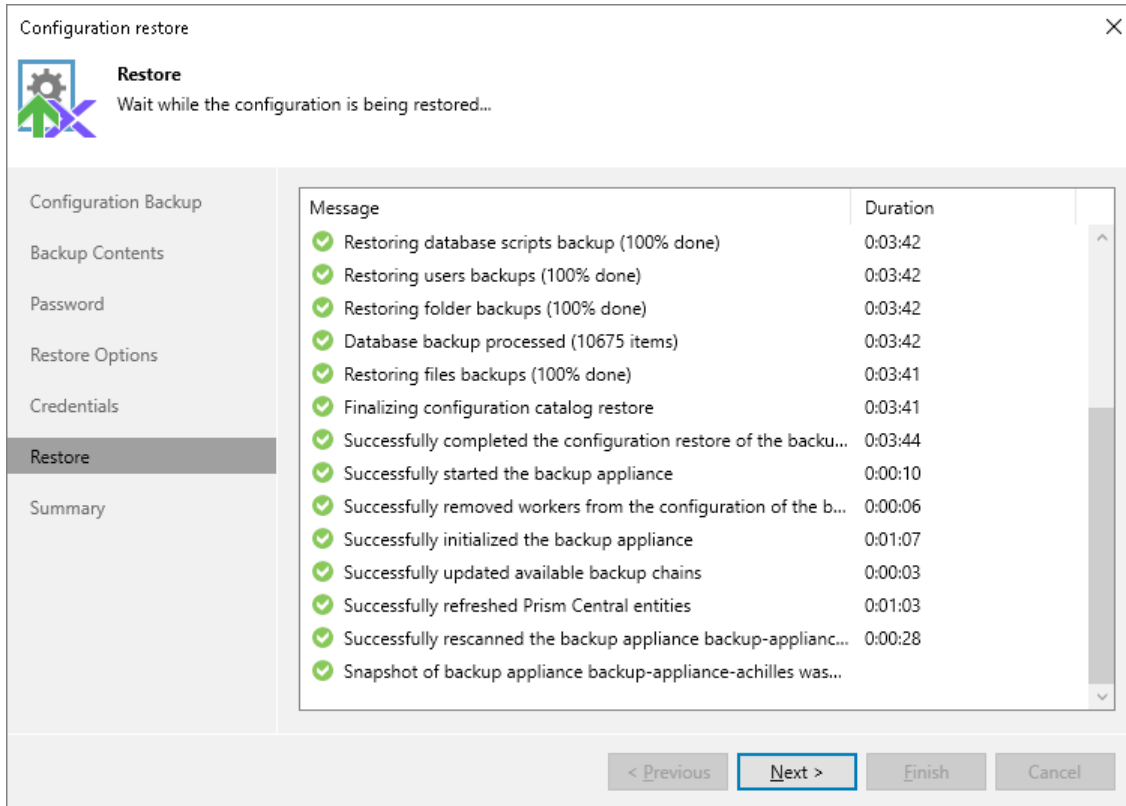 Configuration restore
Restore
Wait while the configuration is being restored...
Configuration Backup
Backup Contents
Password
Restore Options
Credentials
Restore
Summary
Message Duration
Restoring database scripts backup (100% done) 0:03:42
Restoring users backups (100% done) 0:03:42
Restoring folder backups (100% done) 0:03:42
Database backup processed (10675 items) 0:03:42
Restoring files backups (100% done) 0:03:41
Finalizing configuration catalog restore 0:03:41
Successfully completed the configuration restore of the backu... 0:03:44
Successfully started the backup appliance 0:00:10
Successfully removed workers from the configuration of the b... 0:00:06
Successfully initialized the backup appliance 0:01:07
Successfully updated available backup chains 0:00:03
Successfully refreshed Prism Central entities 0:01:03
Successfully rescanned the backup appliance backup-applianc... 0:00:28
Snapshot of backup appliance backup-appliance-achilles was...
< Previous Next > Finish Cancel